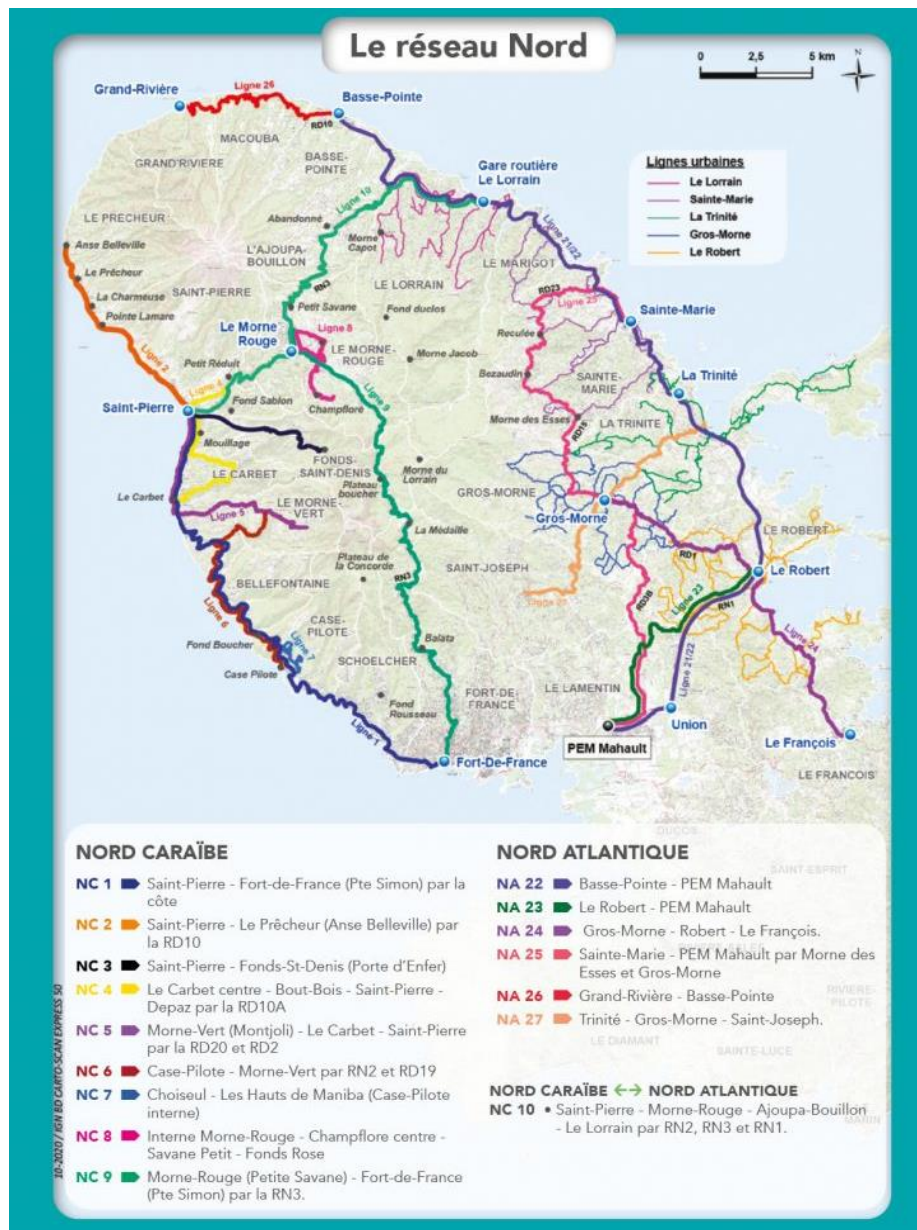 Le réseau Nord
0 2,5 5 km
N
Ligne 26
Grand-Rivière
Basse-Pointe
RD10
MACOUBA
GRAND'RIVIERE
BASSE-
POINTE
Gare routière
Le Lorrain
Lignes urbaines
Le Lorrain
Sainte-Marie
La Trinité
Gros-Morne
Le Robert
Ligne 10
LE PRECHEUR
Abandonné
Morne
Capot
Ligne 21/22
Anse Belleville
L'AJOUPA-
BOUILLON
LE MARIGOT
Le Prêcheur
RN3
LE LORRAIN
RD23
SAINT-PIERRE
Ligne 25
La Charmeuse
Petit Savane
Fond duclos
Pointe Lamare
Sainte-Marie
Le Morne
Rouge
Ligne 8
Reculée
LE MORNE-
ROUGE
Morne Jacob
Ligne 2
Petit Réduit
Bezaudin
SAINTE-
MARIE
La Trinité
Ligne 4
Ligne 9
Saint-Pierre
Fond Sablon
Champflore
Morne des Esses
LA TRINITE
RD15
Mouillage
FONDS-
SAINT-DENIS
Morne du
Lorrain
LE CARBET
Plateau
boucher
GROS-MORNE
Le Carbet
LE MORNE-
VERT
Ligne 5
Gros-Morne
La Médaille
LE ROBERT
RD1
Plateau de
la Concorde
SAINT-JOSEPH
Le Robert
BELLEFONTAINE
RN3
Ligne 27
RD3B
Ligne 23
RN1
Ligne 6
CASE-
PILOTE
Ligne 7
Fond Boucher
Balata
Ligne 24
SCHOELCHER
Case Pilote
Ligne 21/22
Fond
Rousseau
FORT-DE-
FRANCE
LE LAMENTIN
Ligne 1
Union
PEM Mahault
Le François
Fort-De-France
LE FRANCOIS
DUCOS
SAINT-ESPRIT
NORD CARAÏBE
NC 1 Saint-Pierre - Fort-de-France (Pte Simon) par la
côte
NC 2 Saint-Pierre - Le Prêcheur (Anse Belleville) par
la RD10
NC 3 Saint-Pierre - Fonds-St-Denis (Porte d'Enfer)
NC 4 Le Carbet centre - Bout-Bois - Saint-Pierre -
Depaz par la RD10A
NC 5 Morne-Vert (Montjoli) - Le Carbet - Saint-Pierre
par la RD20 et RD2
NC 6 Case-Pilote - Morne-Vert par RN2 et RD19
NC 7 Choiseul - Les Hauts de Maniba (Case-Pilote
interne)
NC 8 Interne Morne-Rouge - Champflore centre -
Savane Petit - Fonds Rose
NC 9 Morne-Rouge (Petite Savane) - Fort-de-France
(Pte Simon) par la RN3.
NORD ATLANTIQUE
NA 22 Basse-Pointe - PEM Mahault
NA 23 Le Robert - PEM Mahault
NA 24 Gros-Morne - Robert - Le François.
NA 25 Sainte-Marie - PEM Mahault par Morne des
Esses et Gros-Morne
NA 26 Grand-Rivière - Basse-Pointe
NA 27 Trinité - Gros-Morne - Saint-Joseph.
RIVIERE-
PILOTE
LE DIAMANT
SAINTE-LUCE
MARIN
NORD CARAÏBE ←→ NORD ATLANTIQUE
NC 10 • Saint-Pierre - Morne-Rouge - Ajoupa-Bouillon
- Le Lorrain par RN2, RN3 et RN1.
10-2020 / IGN BD CARTO-SCAN EXPRESS 50